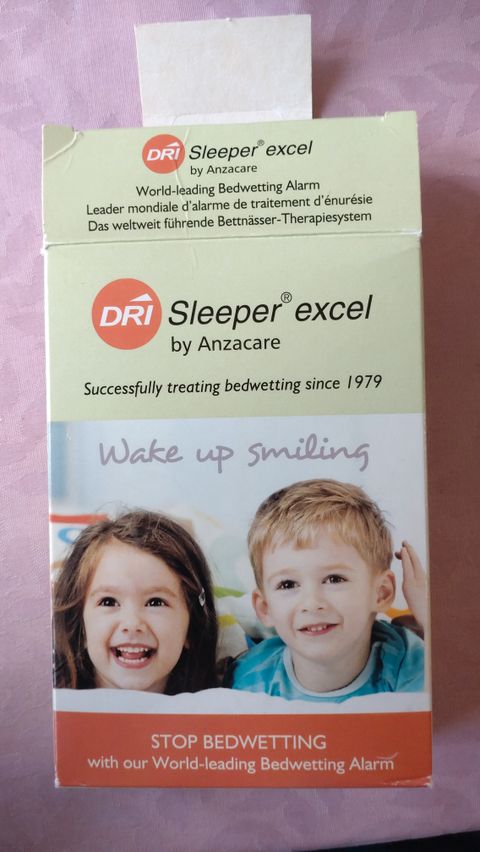 DRI Sleeper® excel
by Anzacare
World-leading Bedwetting Alarm
Leader mondiale d'alarme de traitement d'énurésie
Das weltweit führende Bettnässer-Therapiesystem
DRI Sleeper® excel
by Anzacare
Successfully treating bedwetting since 1979
Wake up smiling
STOP BEDWETTING
with our World-leading Bedwetting Alarm